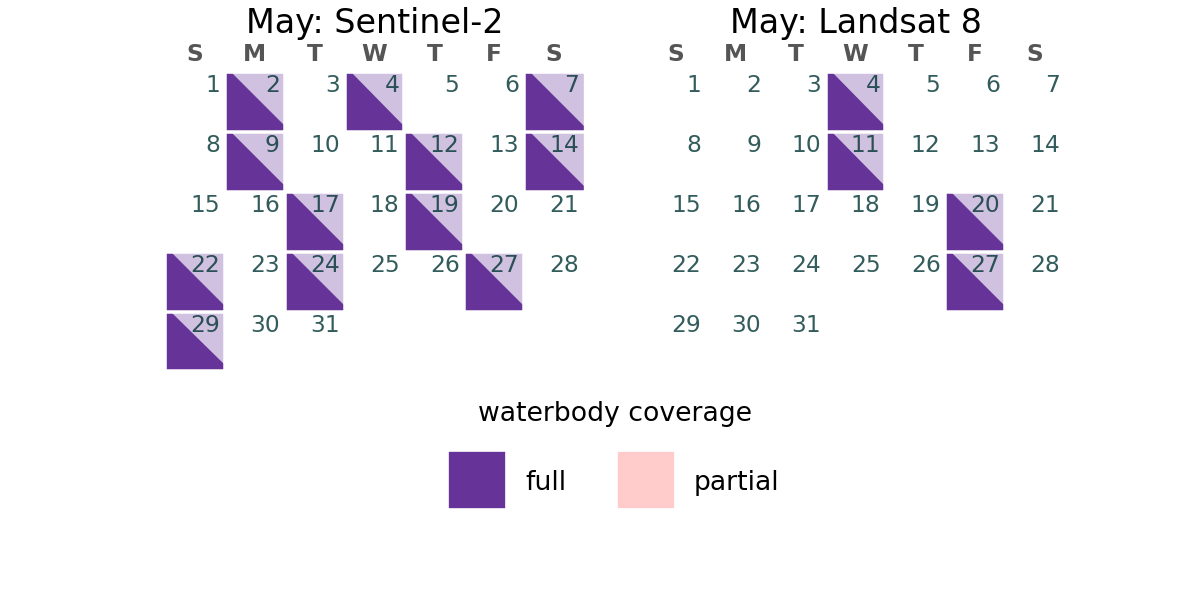 May: Sentinel-2
S M T W T F S
1 2 3 4 5 6 7
8 9 10 11 12 13 14
15 16 17 18 19 20 21
22 23 24 25 26 27 28
29 30 31
May: Landsat 8
S M T W T F S
1 2 3 4 5 6 7
8 9 10 11 12 13 14
15 16 17 18 19 20 21
22 23 24 25 26 27 28
29 30 31
waterbody coverage
full
partial